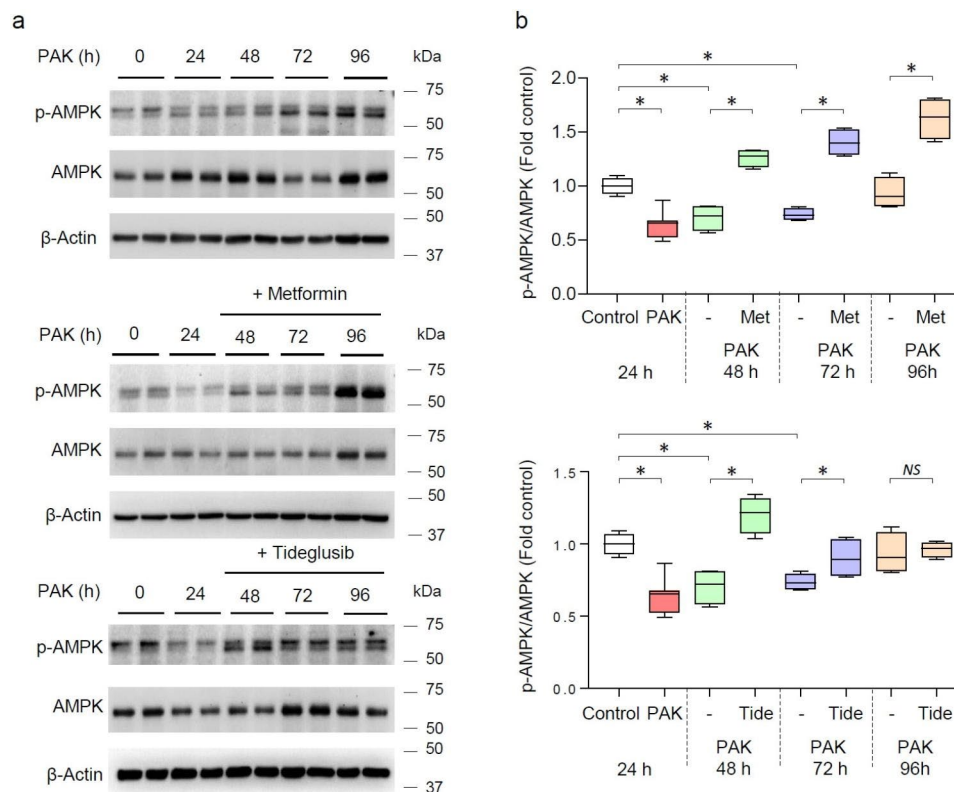 a
PAK (h) 0 24 48 72 96 kDa
p-AMPK
75
50
AMPK
75
50
β-Actin
50
37
+ Metformin
PAK (h) 0 24 48 72 96 kDa
p-AMPK
75
50
AMPK
75
50
β-Actin
50
37
+ Tideglusib
PAK (h) 0 24 48 72 96 kDa
p-AMPK
75
50
AMPK
75
50
β-Actin
50
37
b
p-AMPK/AMPK (Fold control)
2.0
1.5
1.0
0.5
0.0
*
*
* * * *
Control PAK - Met - Met - Met
24 h
PAK 48 h
PAK 72 h
PAK 96h
p-AMPK/AMPK (Fold control)
1.5
1.0
0.5
0.0
*
*
* * * NS
Control PAK - Tide - Tide - Tide
24 h
PAK 48 h
PAK 72 h
PAK 96h